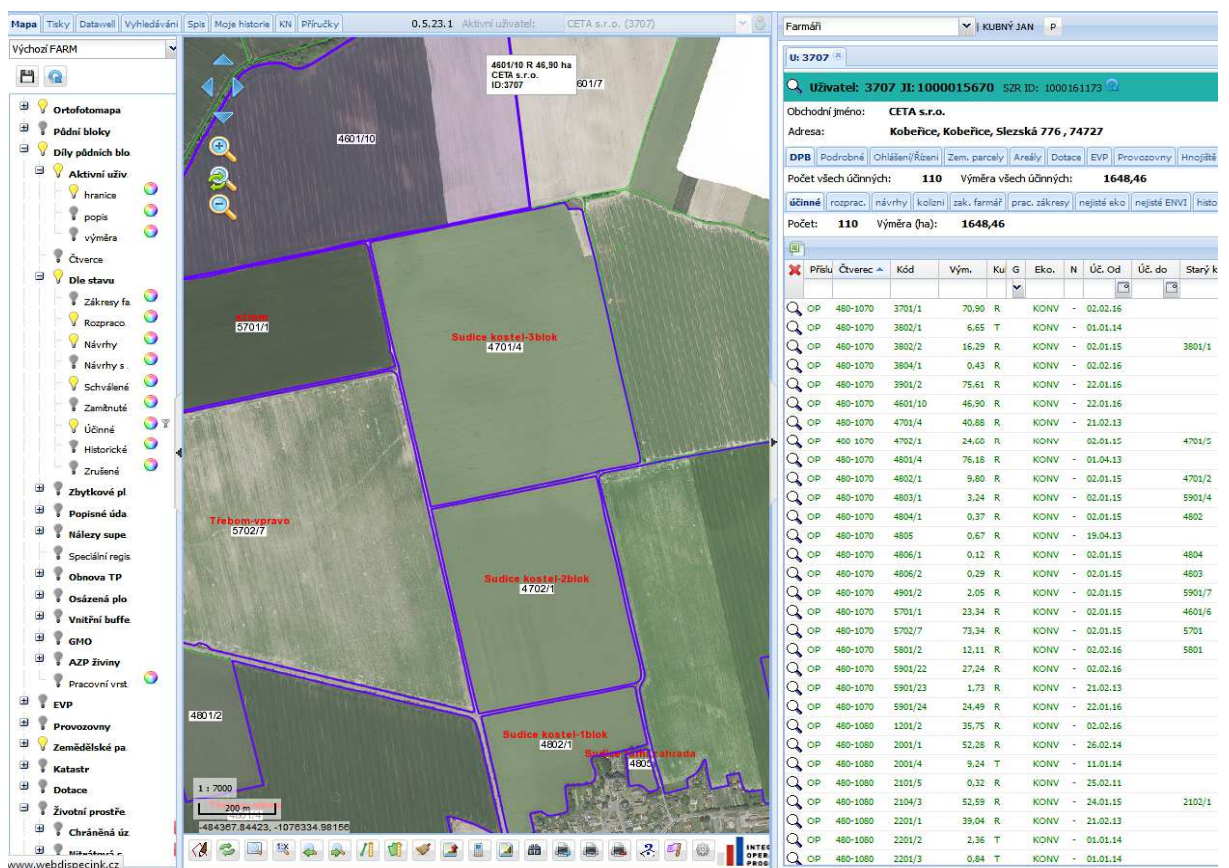 Mapa Tisky Datawell Vyhledávání Spis Moje historie KN Příručky 0.5.23.1 Aktivní uživatel: CETA s.r.o. (3707)
Výchozí FARM
Ortofotomapa
Půdní bloky
Díly půdních blo
Aktivní uživ
hranice
popis
výměra
Čtverce
Dle stavu
Zákresy fa
Rozpraco
Návrhy
Návrhy s
Schválené
Zamítnuté
Účinné
Historické
Zrušené
Zbytkové pl
Popisné úda
Nálezy supe
Speciální regis
Obnova TP
Osázená plo
Vnitřní buffe
GMO
AZP živiny
Pracovní vrst
EVP
Provozovny
Zemědělské pa
Katastr
Dotace
Životní prostře
Chráněná úz
www.webdispecink.cz
4601/10 R 46,90 ha
CETA s.r.o.
ID:3707
601/7
4601/10
5701/1
Sudice kostel-3blok
4701/4
Třebom-vpravo
5702/7
Sudice kostel-2blok
4702/1
4801/2
Sudice kostel-1blok
4802/1
4805
1 : 7000
200 m
-484367.84423, -1076334.98156
INTEG
OPER
PROG
Farmáři KUBNÝ JAN P
U: 3707
Uživatel: 3707 JI: 1000015670 SZR ID: 1000161173
Obchodní jméno: CETA s.r.o.
Adresa: Kobeřice, Kobeřice, Slezská 776 , 74727
DPB Podrobné Ohlášení/Řízení Zem. parcely Areály Dotace EVP Provozovny Hnojiště
Počet všech účinných: 110 Výměra všech účinných: 1648,46
účinné rozprac. návrhy kolizní zak. farmář prac. zákresy nejisté eko nejisté ENVI histo
Počet: 110 Výměra (ha): 1648,46
Příslu Čtverec Kód Vým. Kul G Eko. N Úč. Od Úč. do Starý k
OP 480-1070 3701/1 70,90 R KONV - 02.02.16
OP 480-1070 3802/1 6,65 T KONV - 01.01.14
OP 480-1070 3802/2 16,29 R KONV - 02.01.15 3801/1
OP 480-1070 3804/1 0,43 R KONV - 02.02.16
OP 480-1070 3901/2 75,61 R KONV - 22.01.16
OP 480-1070 4601/10 46,90 R KONV - 22.01.16
OP 480-1070 4701/4 40,88 R KONV - 21.02.13
OP 480-1070 4702/1 24,60 R KONV 02.01.15 4701/5
OP 480-1070 4801/4 76,18 R KONV - 01.04.13
OP 480-1070 4802/1 9,80 R KONV - 02.01.15 4701/2
OP 480-1070 4803/1 3,24 R KONV - 02.01.15 5901/4
OP 480-1070 4804/1 0,37 R KONV - 02.01.15 4802
OP 480-1070 4805 0,67 R KONV - 19.04.13
OP 480-1070 4806/1 0,12 R KONV - 02.01.15 4804
OP 480-1070 4806/2 0,29 R KONV - 02.01.15 4803
OP 480-1070 4901/2 2,05 R KONV - 02.01.15 5901/7
OP 480-1070 5701/1 23,34 R KONV - 02.01.15 4601/6
OP 480-1070 5702/7 73,34 R KONV - 02.01.15 5701
OP 480-1070 5801/2 12,11 R KONV - 02.02.16 5801
OP 480-1070 5901/22 27,24 R KONV - 02.02.16
OP 480-1070 5901/23 1,73 R KONV - 21.02.13
OP 480-1070 5901/24 24,49 R KONV - 22.01.16
OP 480-1080 1201/2 35,75 R KONV - 02.02.16
OP 480-1080 2001/1 52,28 R KONV - 26.02.14
OP 480-1080 2001/4 9,24 T KONV - 11.01.14
OP 480-1080 2101/5 0,32 R KONV - 25.02.11
OP 480-1080 2104/3 52,59 R KONV - 24.01.15 2102/1
OP 480-1080 2201/1 39,04 R KONV - 21.02.13
OP 480-1080 2201/2 2,36 T KONV - 01.01.14
OP 480-1080 2201/3 0,84 T KONV - 01.01.14